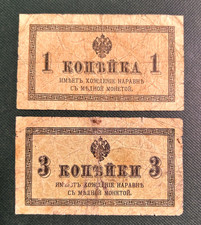 1 КОПѢЙКА 1
ИМѢЕТЪ ХОЖДЕНІЕ НАРАВНѢ
СЪ МѢДНОЙ МОНЕТОЙ.
3 КОПѢЙКИ 3
ИМѢЕТЪ ХОЖДЕНІЕ НАРАВНѢ
СЪ МѢДНОЙ МОНЕТОЙ.